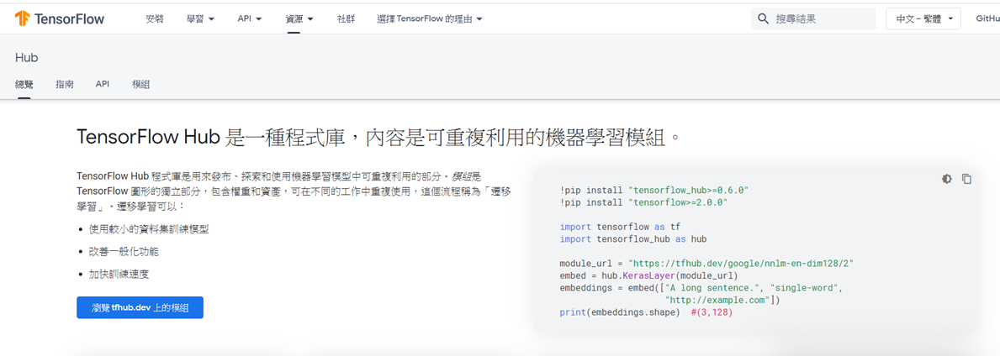 TensorFlow 安裝 學習 API 資源 社群 選擇 TensorFlow 的理由 搜尋結果 中文 – 繁體 GitHu
Hub
總覽 指南 API 模組
TensorFlow Hub 是一種程式庫，內容是可重複利用的機器學習模組。
TensorFlow Hub 程式庫是用來發布、探索和使用機器學習模型中可重複利用的部分。模組是
TensorFlow 圖形的獨立部分，包含權重和資產，可在不同的工作中重複使用，這個流程稱為「遷移
學習」。遷移學習可以：
• 使用較小的資料集訓練模型
• 改善一般化功能
• 加快訓練速度
瀏覽 tfhub.dev 上的模組
!pip install "tensorflow_hub>=0.6.0"
!pip install "tensorflow>=2.0.0"
import tensorflow as tf
import tensorflow_hub as hub
module_url = "https://tfhub.dev/google/nnlm-en-dim128/2"
embed = hub.KerasLayer(module_url)
embeddings = embed(["A long sentence.", "single-word",
"http://example.com"])
print(embeddings.shape)  #(3,128)